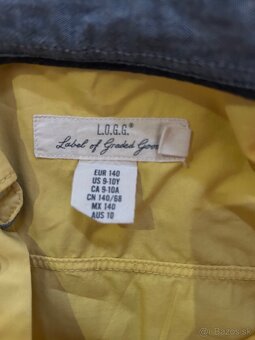 L.O.G.G.®
Label of Graded Goods
EUR 140
US 9-10Y
CA 9-10A
CN 140/68
MX 140
AUS 10
bazos.sk